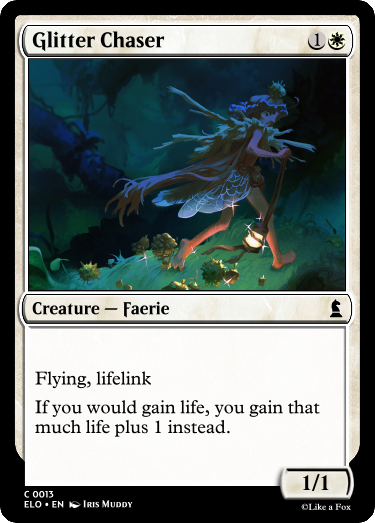 Glitter Chaser 1
Creature — Faerie
Flying, lifelink
If you would gain life, you gain that
much life plus 1 instead.
1/1
C 0013
ELO • EN Iris Muddy
©Like a Fox